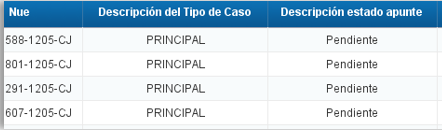 Nue Descripción del Tipo de Caso Descripción estado apunte
588-1205-CJ PRINCIPAL Pendiente
801-1205-CJ PRINCIPAL Pendiente
291-1205-CJ PRINCIPAL Pendiente
607-1205-CJ PRINCIPAL Pendiente